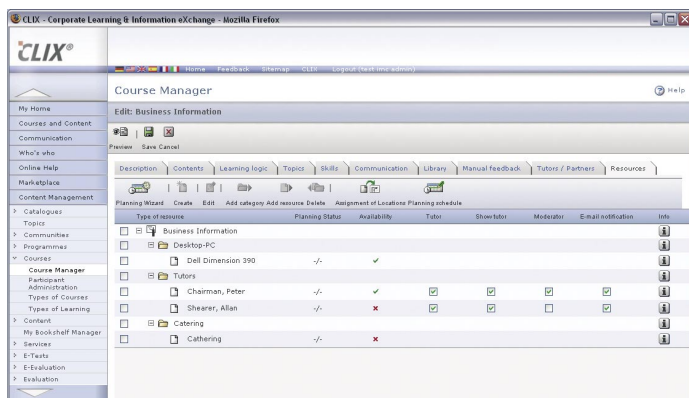 CLIX - Corporate Learning & Information eXchange - Mozilla Firefox
CLIX®
Home Feedback Sitemap CLIX Logout (test imc admin)
Course Manager
Help
Edit: Business Information
Preview Save Cancel
My Home
Courses and Content
Communication
Who's who
Online Help
Marketplace
Content Management
Catalogues
Topics
Communities
Programmes
Courses
Course Manager
Participant
Administration
Types of Courses
Types of Learning
Content
My Bookshelf Manager
Services
E-Tests
E-Evaluation
Evaluation
Description Contents Learning logic Topics Skills Communication Library Manual feedback Tutors / Partners Resources
Planning Wizard Create Edit Add category Add resource Delete Assignment of Locations Planning schedule
Type of resource Planning Status Availability Tutor Show tutor Moderator E-mail notification Info
Business Information
Desktop-PC
Dell Dimension 390 -/-
Tutors
Chairman, Peter -/-
Shearer, Allan -/-
Catering
Cathering -/-